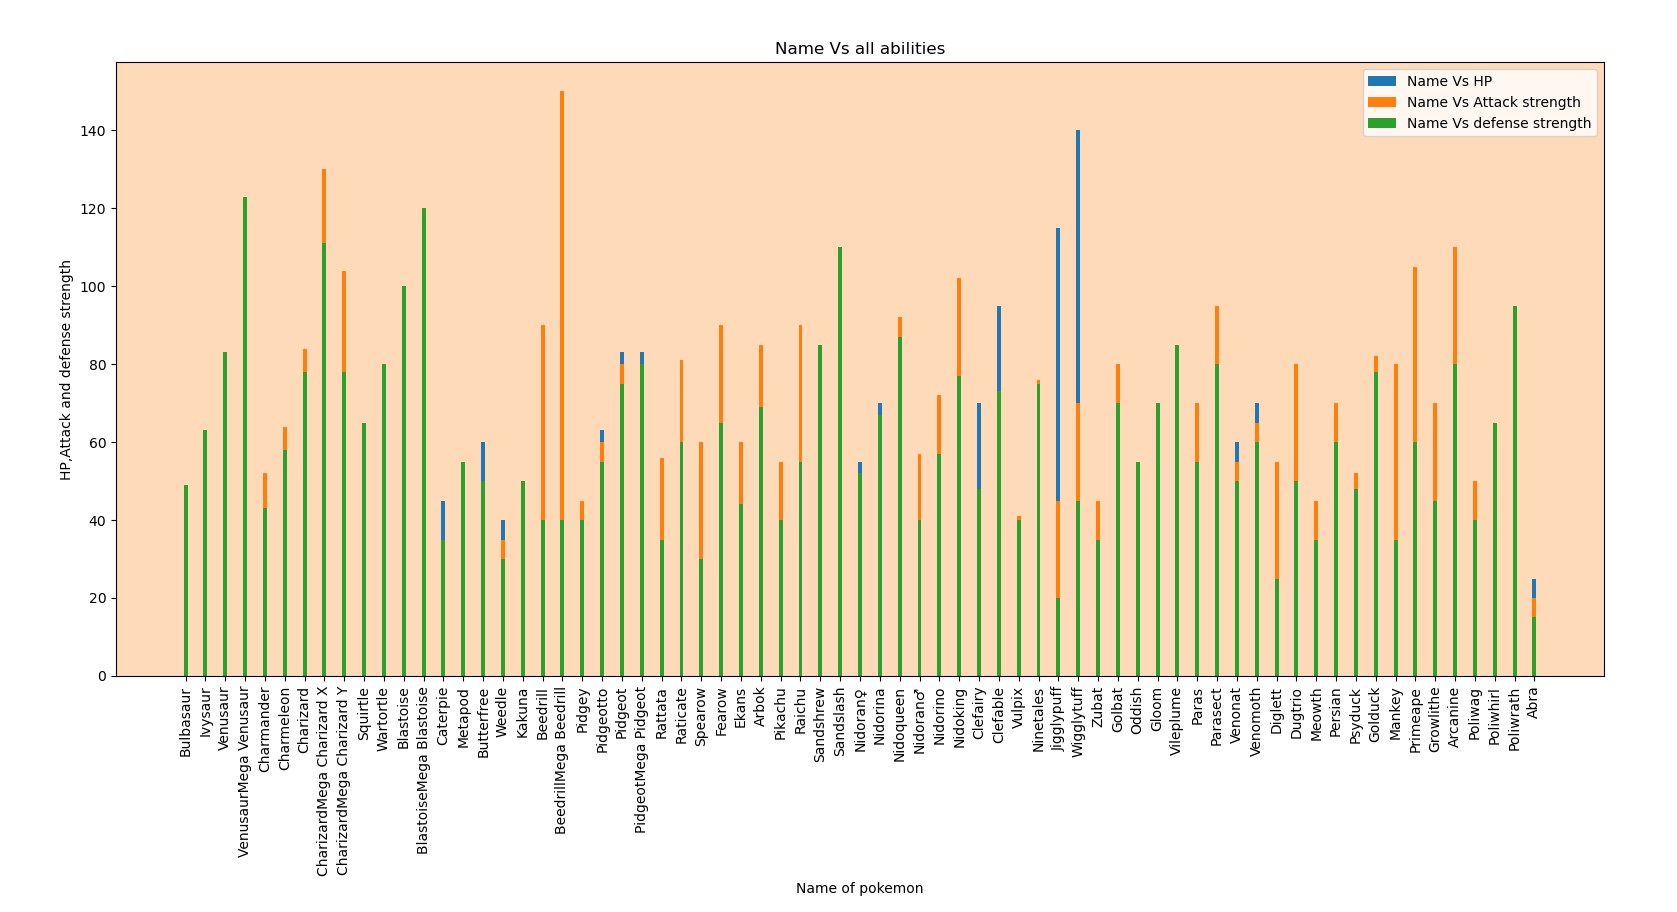 Name Vs all abilities
Name Vs HP
Name Vs Attack strength
Name Vs defense strength
HP,Attack and defense strength
140
120
100
80
60
40
20
0
Bulbasaur
Ivysaur
Venusaur
VenusaurMega Venusaur
Charmander
Charmeleon
Charizard
CharizardMega Charizard X
CharizardMega Charizard Y
Squirtle
Wartortle
Blastoise
BlastoiseMega Blastoise
Caterpie
Metapod
Butterfree
Weedle
Kakuna
Beedrill
BeedrillMega Beedrill
Pidgey
Pidgeotto
Pidgeot
PidgeotMega Pidgeot
Rattata
Raticate
Spearow
Fearow
Ekans
Arbok
Pikachu
Raichu
Sandshrew
Sandslash
Nidoran♀
Nidorina
Nidoqueen
Nidoran♂
Nidorino
Nidoking
Clefairy
Clefable
Vulpix
Ninetales
Jigglypuff
Wigglytuff
Zubat
Golbat
Oddish
Gloom
Vileplume
Paras
Parasect
Venonat
Venomoth
Diglett
Dugtrio
Meowth
Persian
Psyduck
Golduck
Mankey
Primeape
Growlithe
Arcanine
Poliwag
Poliwhirl
Poliwrath
Abra
Name of pokemon